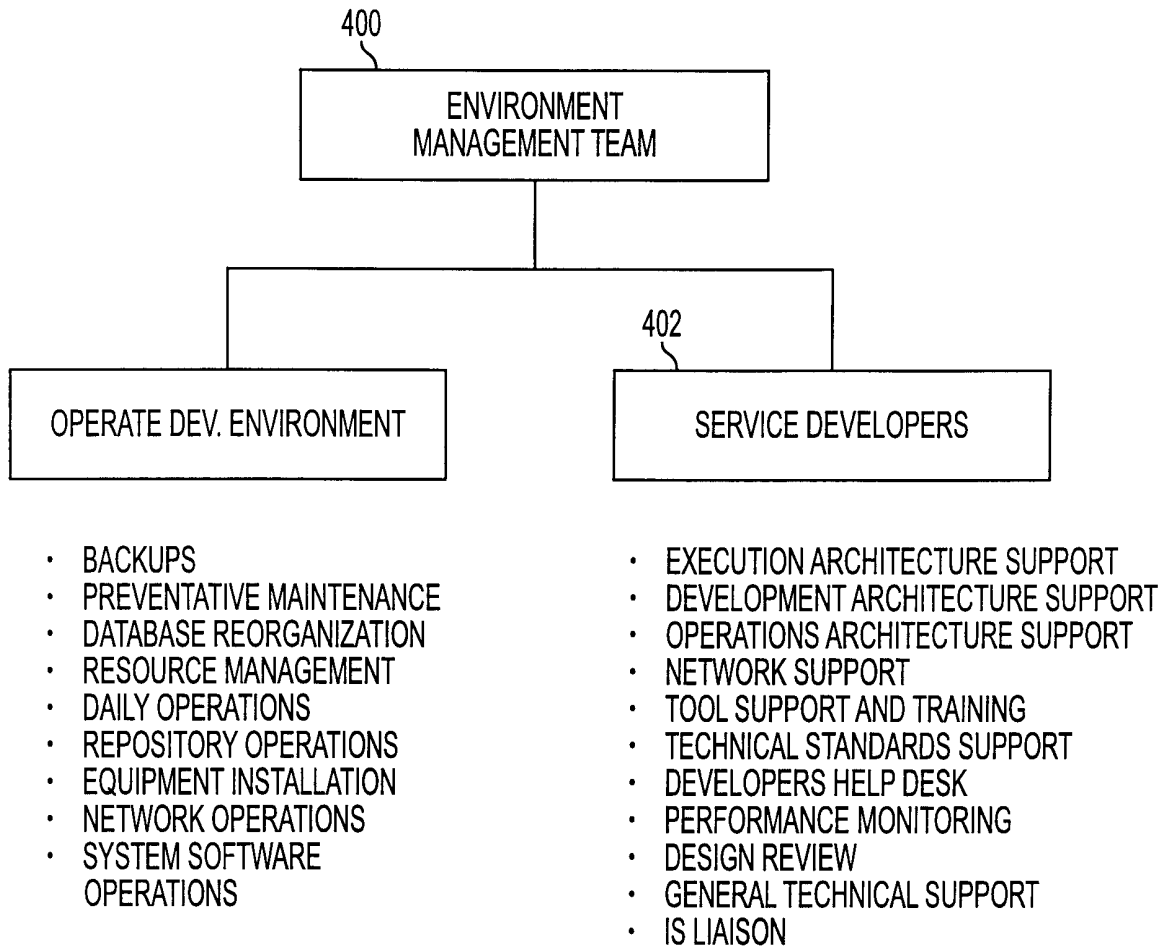 400
ENVIRONMENT
MANAGEMENT TEAM
OPERATE DEV. ENVIRONMENT
· BACKUPS
· PREVENTATIVE MAINTENANCE
· DATABASE REORGANIZATION
· RESOURCE MANAGEMENT
· DAILY OPERATIONS
· REPOSITORY OPERATIONS
· EQUIPMENT INSTALLATION
· NETWORK OPERATIONS
· SYSTEM SOFTWARE
OPERATIONS
402
SERVICE DEVELOPERS
· EXECUTION ARCHITECTURE SUPPORT
· DEVELOPMENT ARCHITECTURE SUPPORT
· OPERATIONS ARCHITECTURE SUPPORT
· NETWORK SUPPORT
· TOOL SUPPORT AND TRAINING
· TECHNICAL STANDARDS SUPPORT
· DEVELOPERS HELP DESK
· PERFORMANCE MONITORING
· DESIGN REVIEW
· GENERAL TECHNICAL SUPPORT
· IS LIAISON